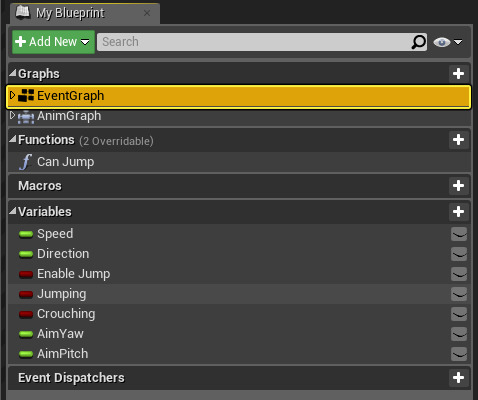 My Blueprint
Add New Search
Graphs
EventGraph
AnimGraph
Functions (2 Overridable)
f Can Jump
Macros
Variables
Speed
Direction
Enable Jump
Jumping
Crouching
AimYaw
AimPitch
Event Dispatchers